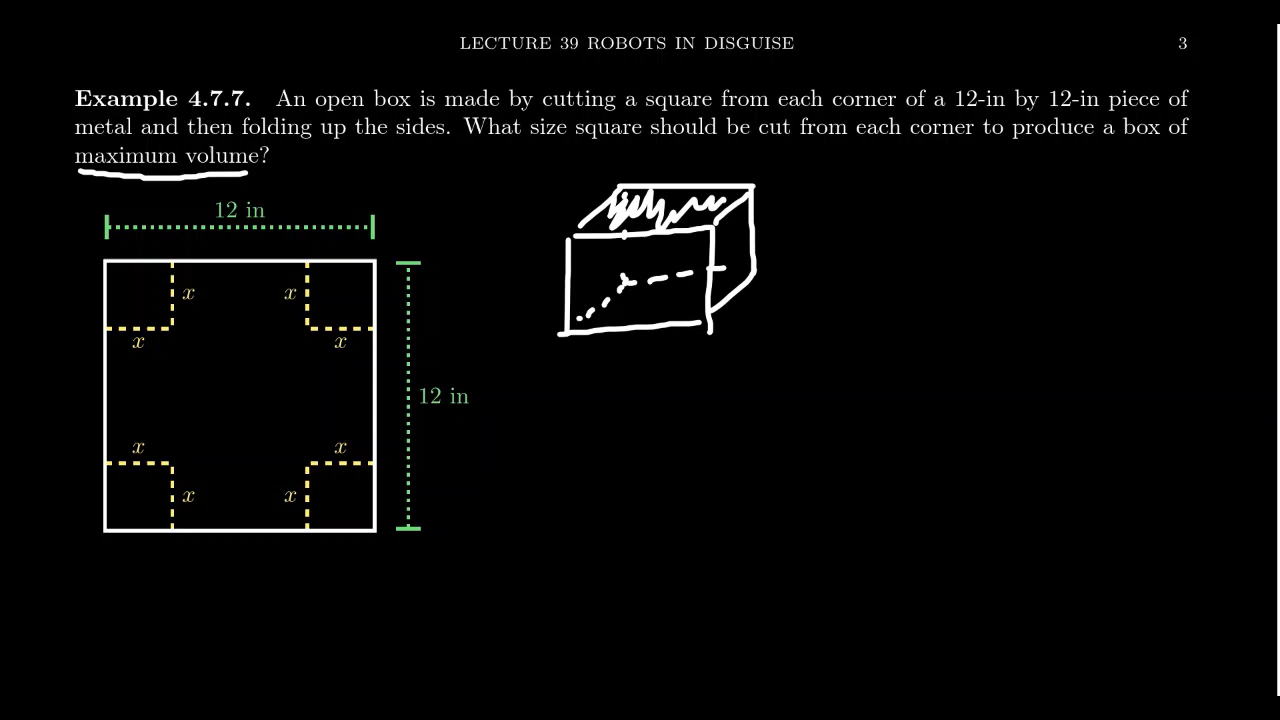 LECTURE 39 ROBOTS IN DISGUISE 3
Example 4.7.7. An open box is made by cutting a square from each corner of a 12-in by 12-in piece of
metal and then folding up the sides. What size square should be cut from each corner to produce a box of
maximum volume?
12 in
x x
x x
12 in
x x
x x